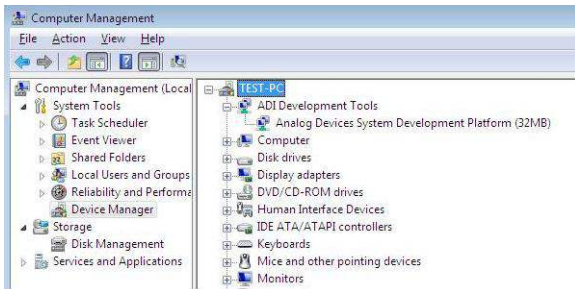 Computer Management
File Action View Help
Computer Management (Local
System Tools
Task Scheduler
Event Viewer
Shared Folders
Local Users and Groups
Reliability and Performa
Device Manager
Storage
Disk Management
Services and Applications
TEST-PC
ADI Development Tools
Analog Devices System Development Platform (32MB)
Computer
Disk drives
Display adapters
DVD/CD-ROM drives
Human Interface Devices
IDE ATA/ATAPI controllers
Keyboards
Mice and other pointing devices
Monitors